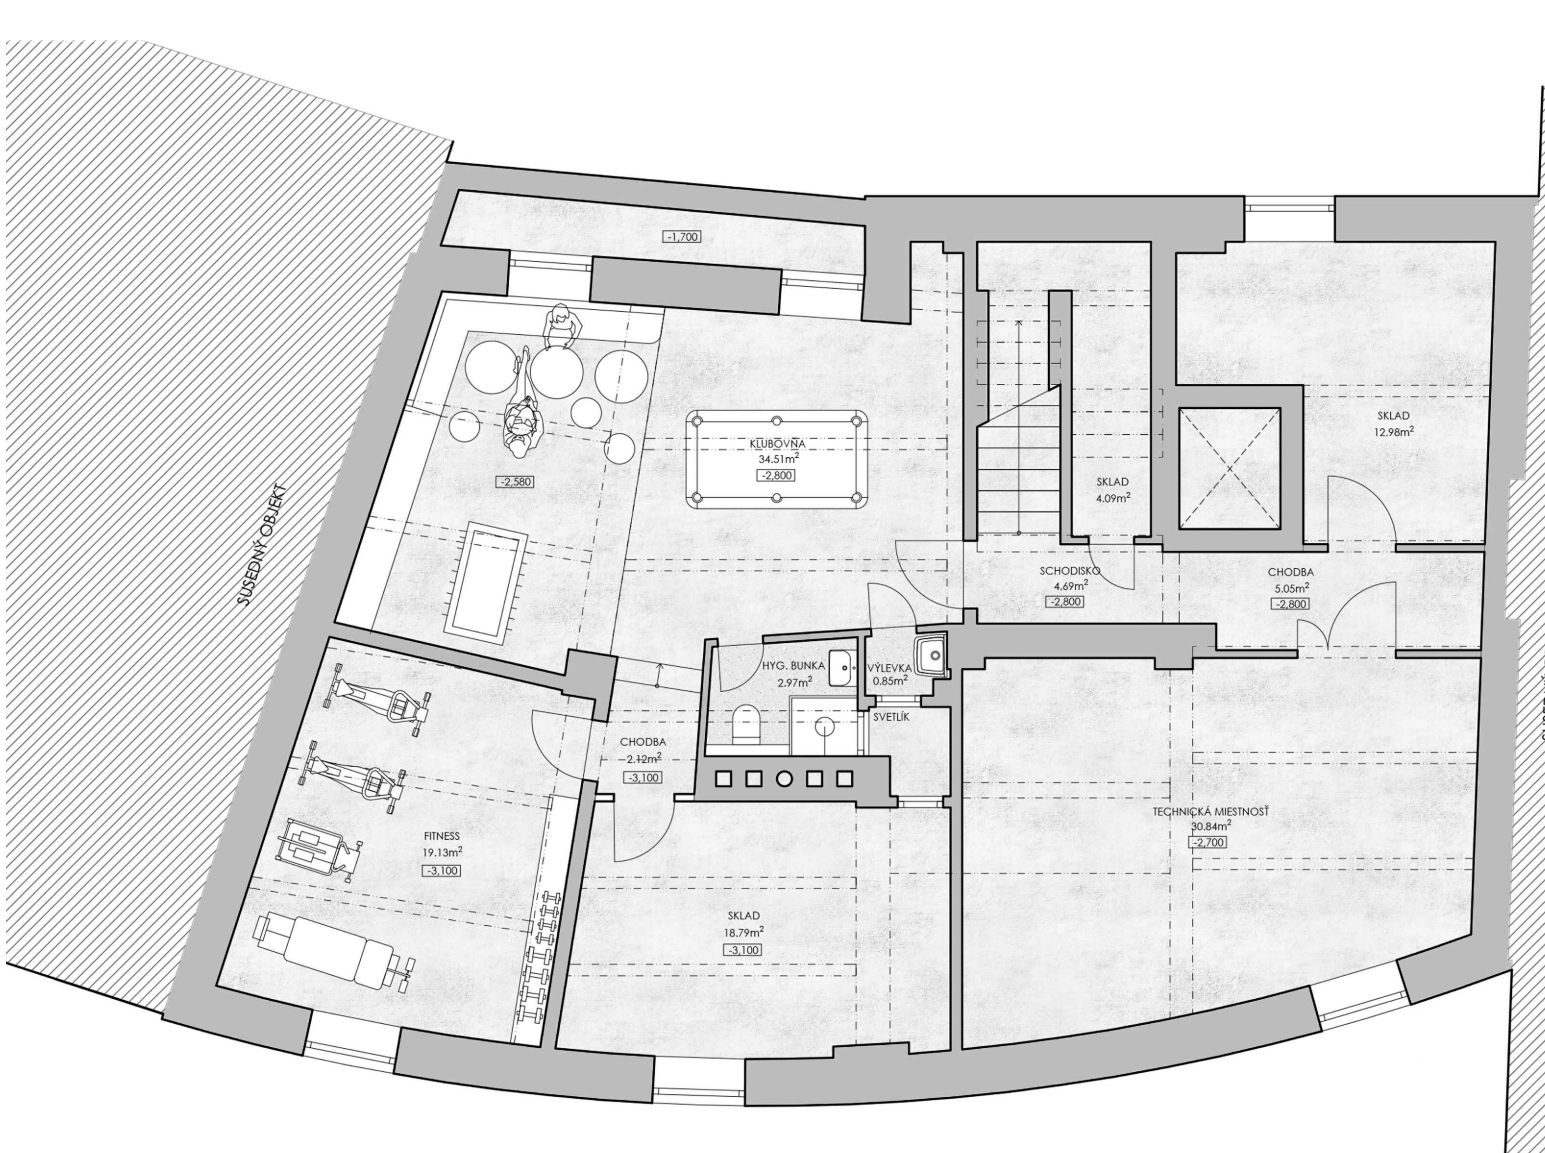 -1,700
KLUBOVŇA
34.51m²
-2,800
-2,580
SUSEDNÝ OBJEKT
SKLAD
12.98m²
SKLAD
4.09m²
SCHODISKO
4.69m²
-2,800
CHODBA
5.05m²
-2,800
HYG. BUNKA
2.97m²
VÝLEVKA
0.85m²
SVETLÍK
CHODBA
2.12m²
-3,100
FITNESS
19.13m²
-3,100
TECHNICKÁ MIESTNOSŤ
30.84m²
-2,700
SKLAD
18.79m²
-3,100